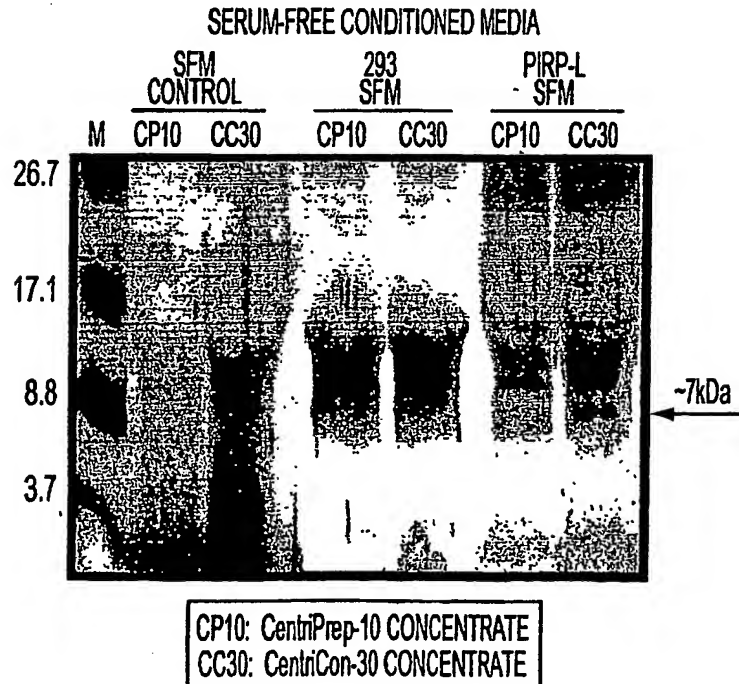 SERUM-FREE CONDITIONED MEDIA
SFM CONTROL
293 SFM
PIRP-L SFM
M CP10 CC30 CP10 CC30 CP10 CC30
26.7
17.1
8.8
~7kDa
3.7
CP10: CentriPrep-10 CONCENTRATE
CC30: CentriCon-30 CONCENTRATE